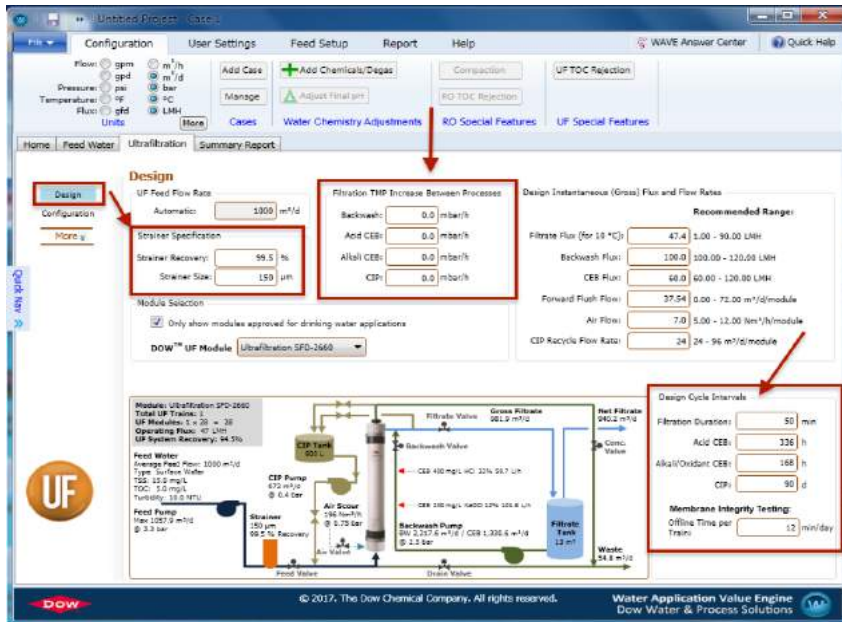 Untitled Project - Case-1
File
Configuration
User Settings
Feed Setup
Report
Help
WAVE Answer Center
Quick Help
Flow: gpm m³/h
gpd m³/d
Pressure: psi bar
Temperature: °F °C
Flux: gfd LMH
Units
More
Add Case
Manage
Cases
Add Chemicals/Degas
Adjust Final pH
Water Chemistry Adjustments
Compaction
RO TOC Rejection
RO Special Features
UF TOC Rejection
UF Special Features
Home
Feed Water
Ultrafiltration
Summary Report
Quick Nav
Design
Configuration
More
Design
UF Feed Flow Rate
Automatic: 1000 m³/d
Strainer Specification
Strainer Recovery: 99.5 %
Strainer Size: 150 µm
Filtration TMP Increase Between Processes
Backwash: 0.0 mbar/h
Acid CEB: 0.0 mbar/h
Alkali CEB: 0.0 mbar/h
CIP: 0.0 mbar/h
Design Instantaneous (Gross) Flux and Flow Rates
Recommended Range:
Filtrate Flux (for 10 °C): 47.4 1.00 - 90.00 LMH
Backwash Flux: 100.0 100.00 - 120.00 LMH
CEB Flux: 60.0 60.00 - 120.00 LMH
Forward Flush Flow: 37.54 0.00 - 72.00 m³/d/module
Air Flow: 7.0 5.00 - 12.00 Nm³/h/module
CIP Recycle Flow Rate: 24 24 - 96 m³/d/module
Module Selection
Only show modules approved for drinking water applications
DOW™ UF Module Ultrafiltration SFD-2660
Module: Ultrafiltration SFD-2660
Total UF Trains: 1
UF Modules: 1 x 28 = 28
Operating Flux: 47 LMH
UF System Recovery: 94.5%
Feed Water
Average Feed Flow: 1000 m³/d
Type: Surface Water
TSS: 15.0 mg/L
TOC: 5.0 mg/L
Turbidity: 10.0 NTU
Feed Pump
Max 1057.9 m³/d
@ 3.3 bar
UF
Strainer
150 µm
99.5 % Recovery
CIP Tank
600 L
CIP Pump
672 m³/d
@ 0.4 bar
Air Scour
196 Nm³/h
@ 0.75 bar
Air Valve
Feed Valve
Filtrate Valve
Gross Filtrate
981.9 m³/d
Net Filtrate
940.2 m³/d
Backwash Valve
Conc. Valve
Backwash Pump
@ 2.5 bar
Filtrate Tank
Drain Valve
Waste
54.8 m³/d
Design Cycle Intervals
Filtration Duration: 50 min
Acid CEB: 336 h
Alkali/Oxidant CEB: 168 h
CIP: 90 d
Membrane Integrity Testing:
Offline Time per Train: 12 min/day
DOW
© 2017. The Dow Chemical Company. All rights reserved.
Water Application Value Engine
Dow Water & Process Solutions